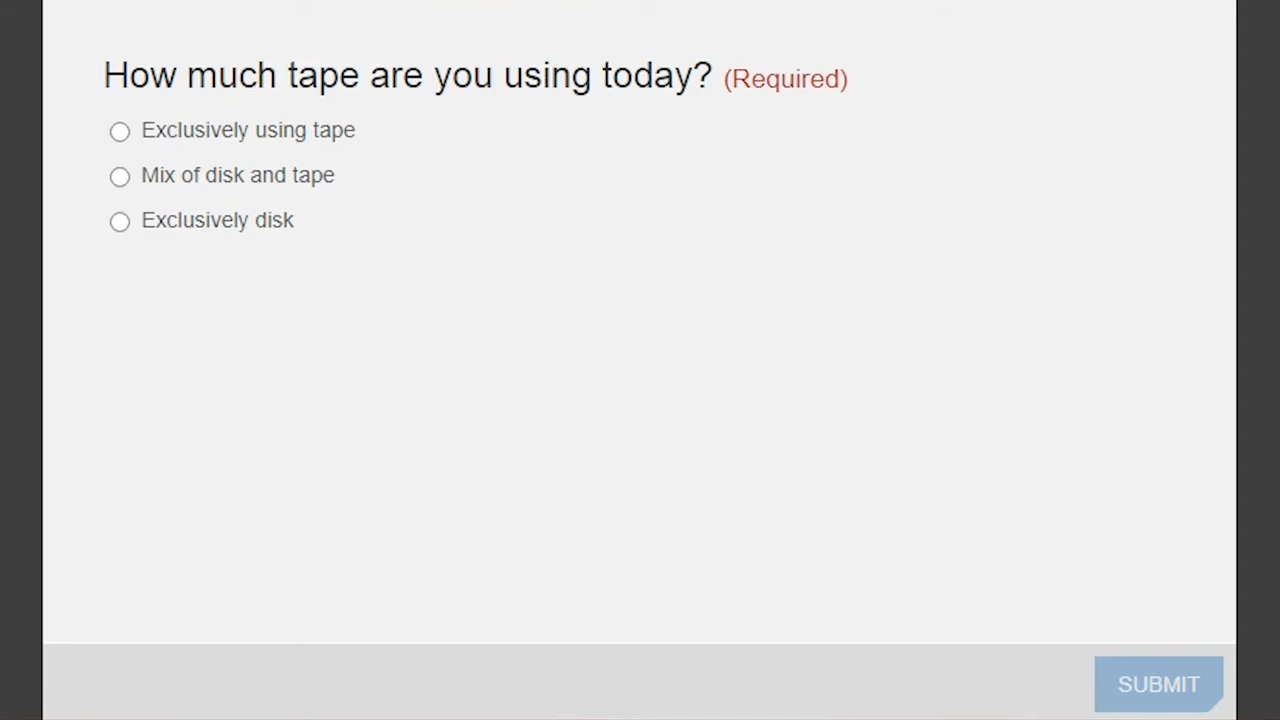 How much tape are you using today? (Required)
Exclusively using tape
Mix of disk and tape
Exclusively disk
SUBMIT